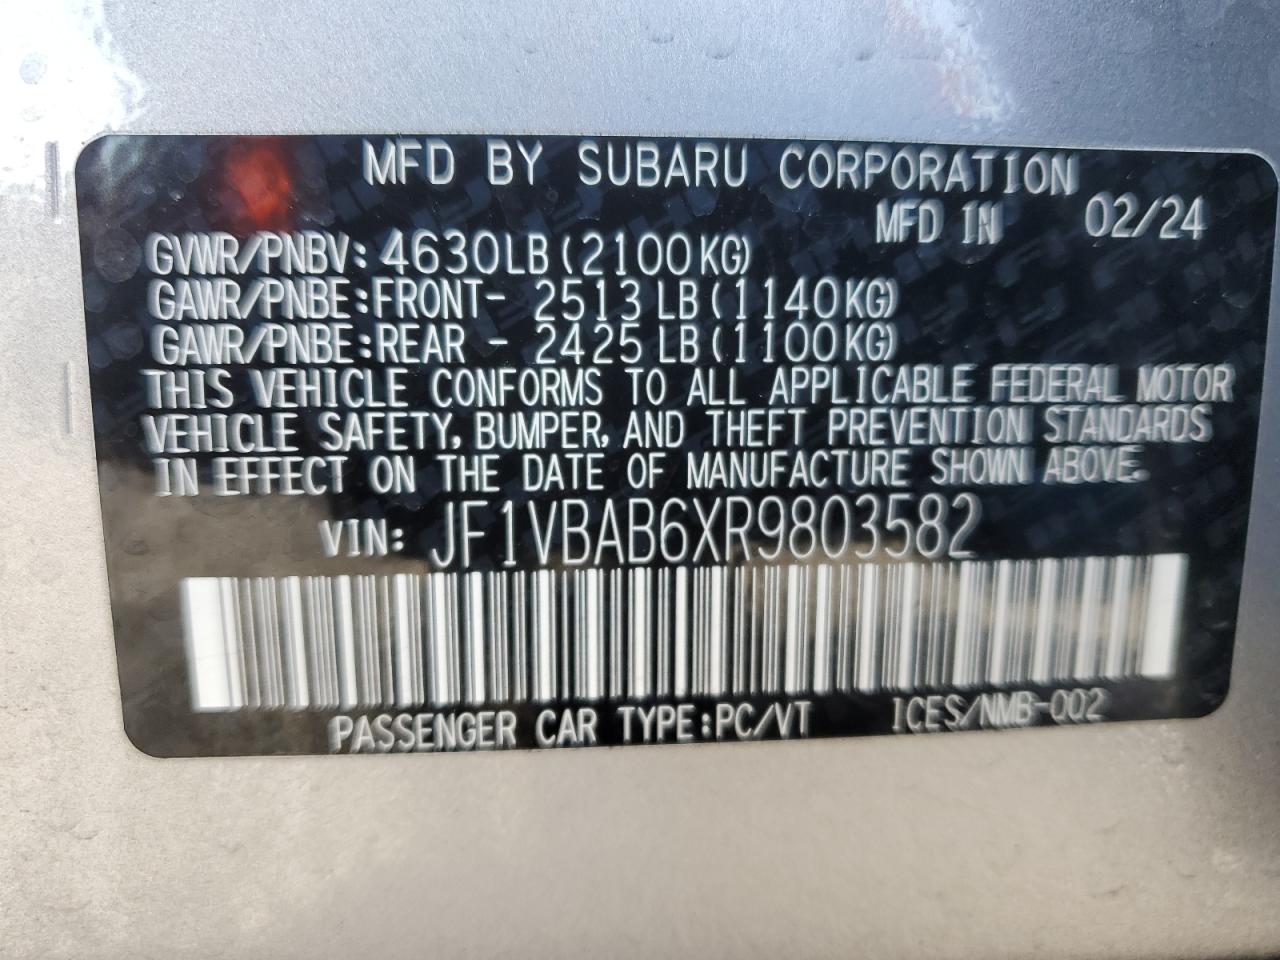 MFD BY SUBARU CORPORATION
MFD IN 02/24
GVWR/PNBV: 4630LB(2100KG)
GAWR/PNBE:FRONT- 2513 LB(1140KG)
GAWR/PNBE:REAR - 2425 LB(1100KG)
THIS VEHICLE CONFORMS TO ALL APPLICABLE FEDERAL MOTOR
VEHICLE SAFETY, BUMPER, AND THEFT PREVENTION STANDARDS
IN EFFECT ON THE DATE OF MANUFACTURE SHOWN ABOVE.
VIN: JF1VBAB6XR9803582
PASSENGER CAR TYPE:PC/VT ICES/NMB-002